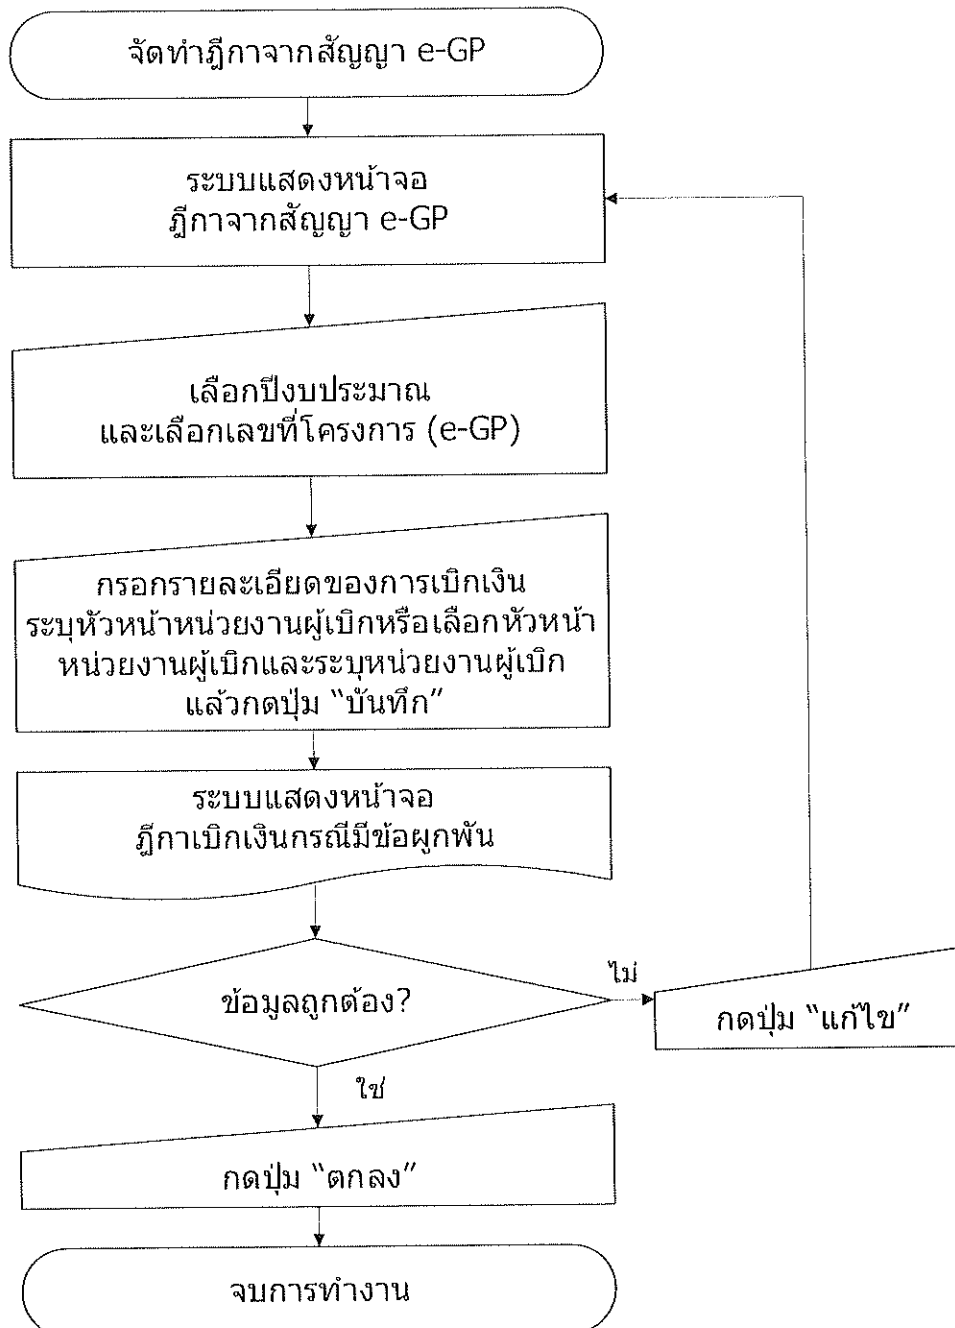 จัดทำฎีกาจากสัญญา e-GP
ระบบแสดงหน้าจอ
ฎีกาจากสัญญา e-GP
เลือกปีงบประมาณ
และเลือกเลขที่โครงการ (e-GP)
กรอกรายละเอียดของการเบิกเงิน
ระบุหัวหน้าหน่วยงานผู้เบิกหรือเลือกหัวหน้า
หน่วยงานผู้เบิกและระบุหน่วยงานผู้เบิก
แล้วกดปุ่ม “บันทึก”
ระบบแสดงหน้าจอ
ฎีกาเบิกเงินกรณีมีข้อผูกพัน
ข้อมูลถูกต้อง?
ไม่
กดปุ่ม “แก้ไข”
ใช่
กดปุ่ม “ตกลง”
จบการทำงาน